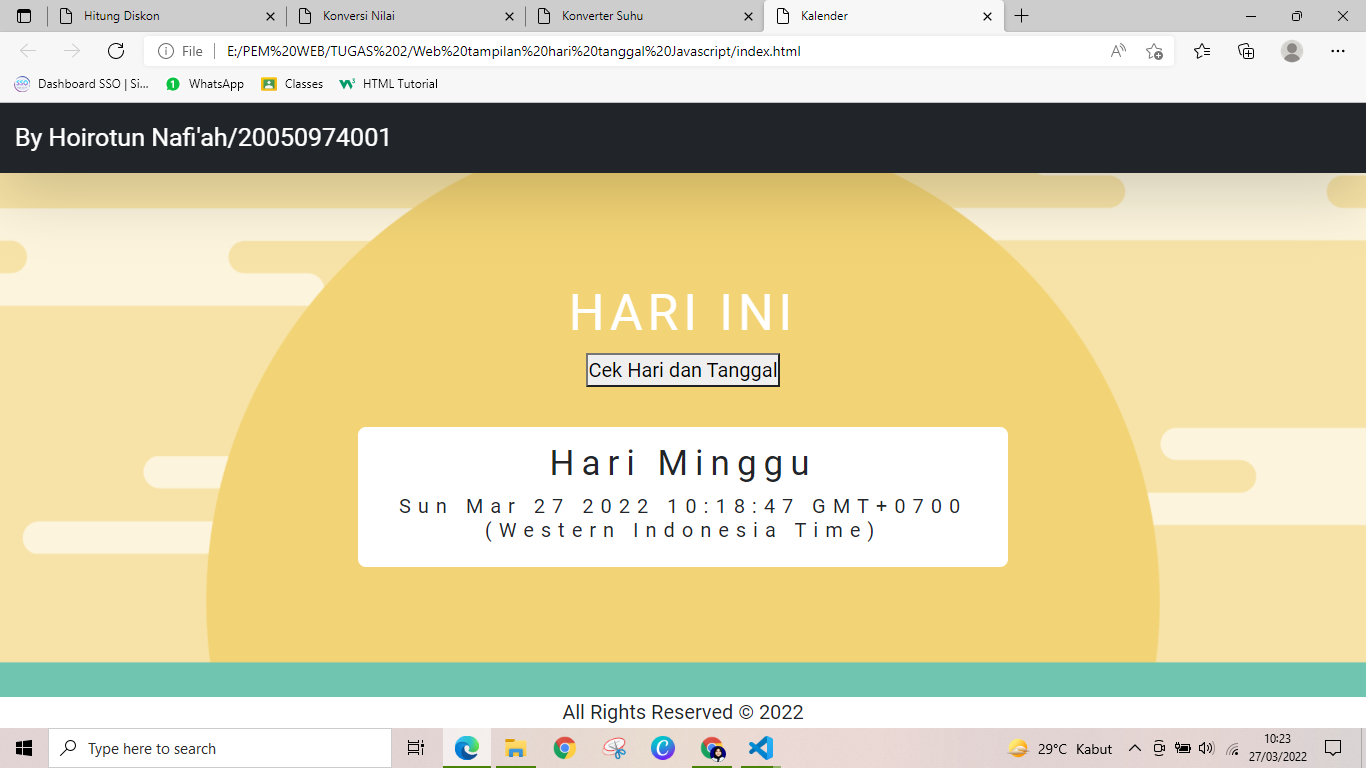 Hitung Diskon
Konversi Nilai
Konverter Suhu
Kalender
File
E:/PEM%20WEB/TUGAS%202/Web%20tampilan%20hari%20tanggal%20Javascript/index.html
Dashboard SSO | Si...
WhatsApp
Classes
HTML Tutorial
By Hoirotun Nafi'ah/20050974001
HARI INI
Cek Hari dan Tanggal
Hari Minggu
Sun Mar 27 2022 10:18:47 GMT+0700
(Western Indonesia Time)
All Rights Reserved © 2022
Type here to search
29°C Kabut
10:23
27/03/2022